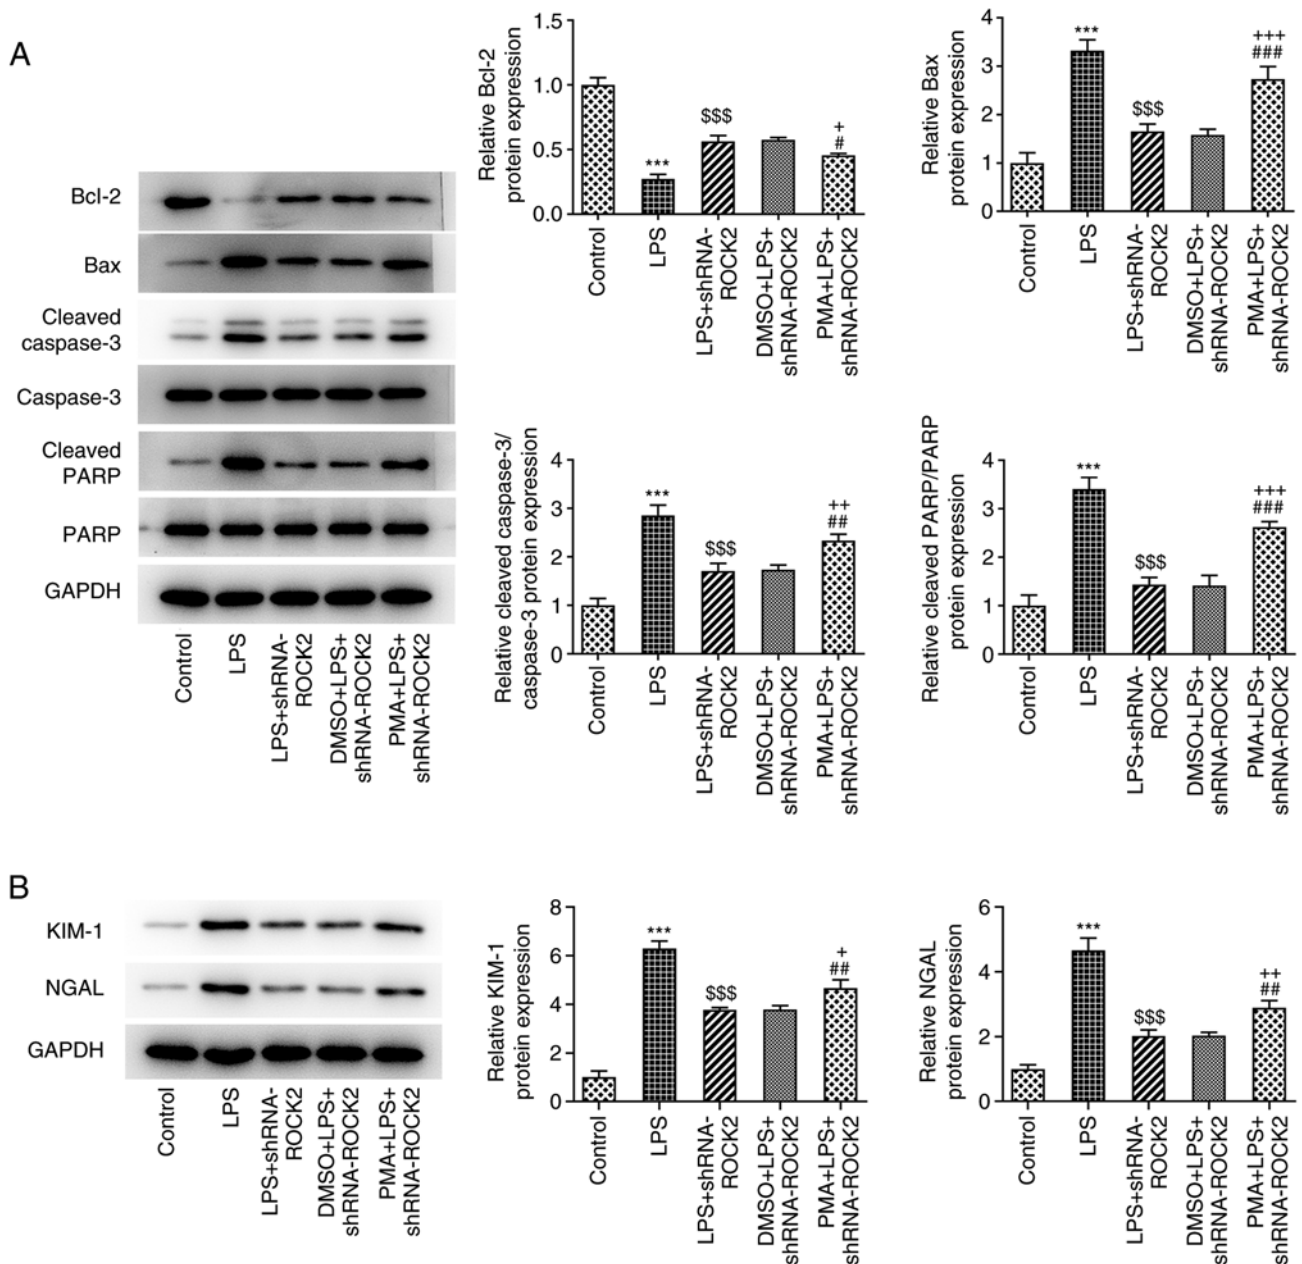 A
Bcl-2
Bax
Cleaved
caspase-3
Caspase-3
Cleaved
PARP
PARP
GAPDH
Control
LPS
LPS+shRNA-
ROCK2
DMSO+LPS+
shRNA-ROCK2
PMA+LPS+
shRNA-ROCK2
Relative Bcl-2
protein expression
1.5
1.0
0.5
0.0
***
$$$
+
#
Control
LPS
LPS+shRNA-
ROCK2
DMSO+LPS+
shRNA-ROCK2
PMA+LPS+
shRNA-ROCK2
Relative Bax
protein expression
4
3
2
1
0
***
$$$
+++
###
Control
LPS
LPS+shRNA-
ROCK2
DMSO+LPS+
shRNA-ROCK2
PMA+LPS+
shRNA-ROCK2
Relative cleaved caspase-3/
caspase-3 protein expression
4
3
2
1
0
***
$$$
++
##
Control
LPS
LPS+shRNA-
ROCK2
DMSO+LPS+
shRNA-ROCK2
PMA+LPS+
shRNA-ROCK2
Relative cleaved PARP/PARP
protein expression
4
3
2
1
0
***
$$$
+++
###
Control
LPS
LPS+shRNA-
ROCK2
DMSO+LPS+
shRNA-ROCK2
PMA+LPS+
shRNA-ROCK2
B
KIM-1
NGAL
GAPDH
Control
LPS
LPS+shRNA-
ROCK2
DMSO+LPS+
shRNA-ROCK2
PMA+LPS+
shRNA-ROCK2
Relative KIM-1
protein expression
8
6
4
2
0
***
$$$
+
##
Control
LPS
LPS+shRNA-
ROCK2
DMSO+LPS+
shRNA-ROCK2
PMA+LPS+
shRNA-ROCK2
Relative NGAL
protein expression
6
4
2
0
***
$$$
++
##
Control
LPS
LPS+shRNA-
ROCK2
DMSO+LPS+
shRNA-ROCK2
PMA+LPS+
shRNA-ROCK2